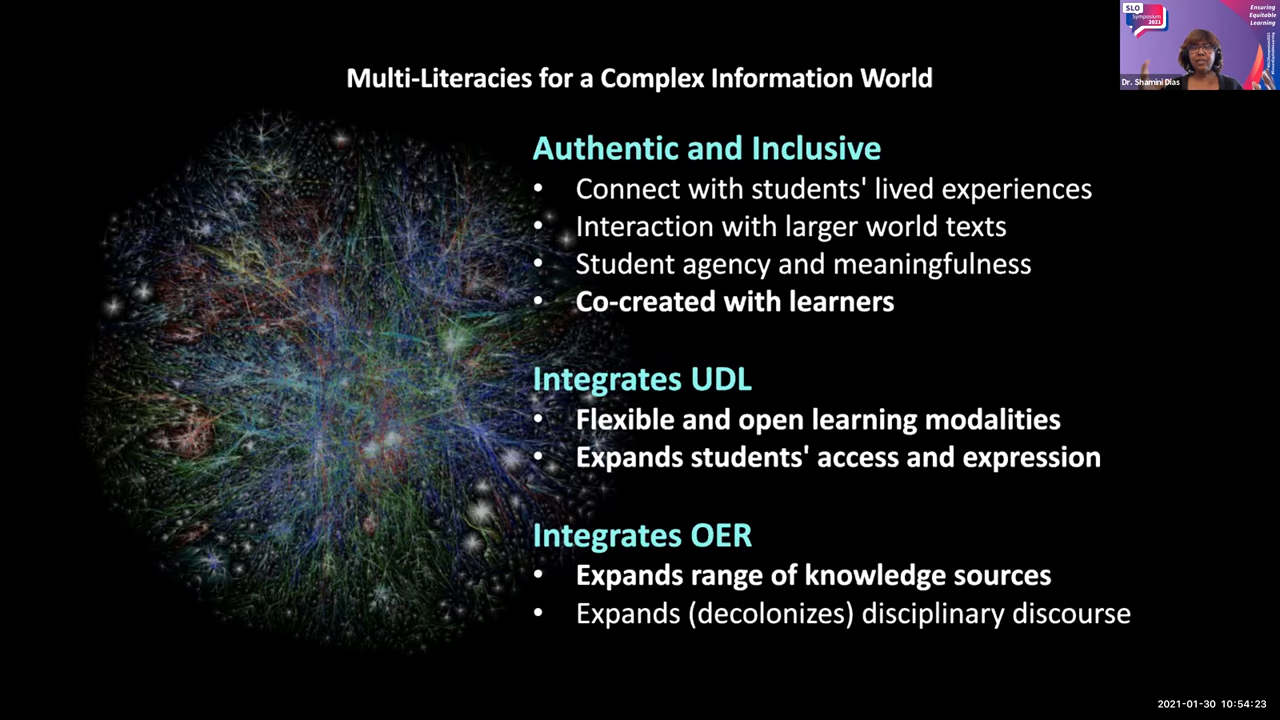 Multi-Literacies for a Complex Information World
Authentic and Inclusive
• Connect with students' lived experiences
• Interaction with larger world texts
• Student agency and meaningfulness
• Co-created with learners
Integrates UDL
• Flexible and open learning modalities
• Expands students' access and expression
Integrates OER
• Expands range of knowledge sources
• Expands (decolonizes) disciplinary discourse
SLO
Symposium
2021
Ensuring
Equitable
Learning
Dr. Shamini Dias
2021-01-30 10:54:23